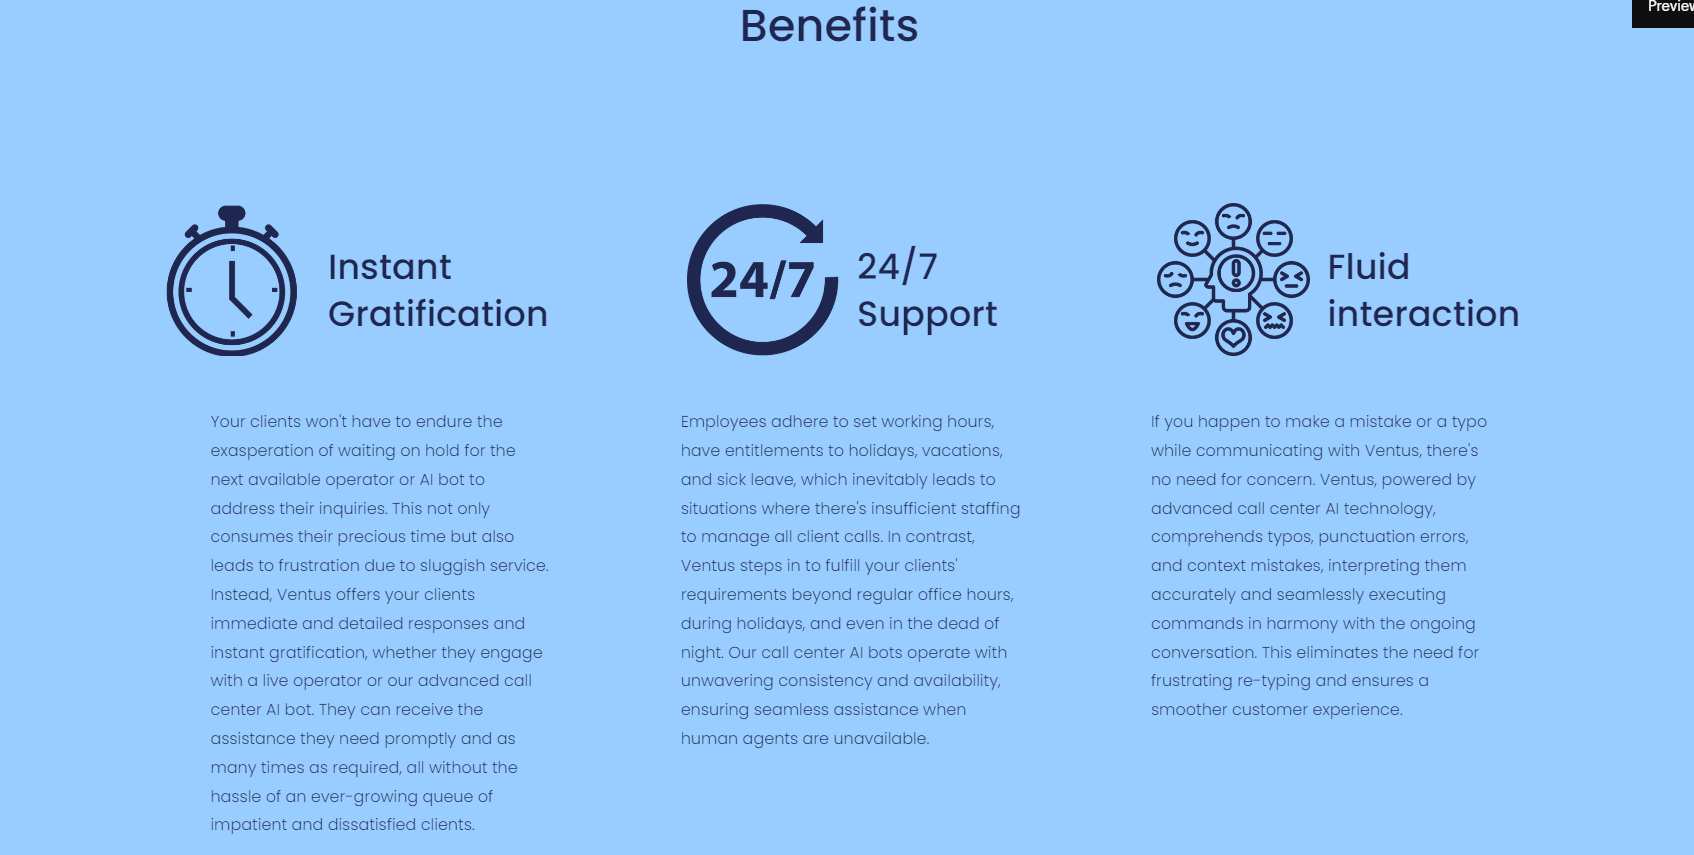 Benefits
Preview
Instant
Gratification
Your clients won't have to endure the
exasperation of waiting on hold for the
next available operator or AI bot to
address their inquiries. This not only
consumes their precious time but also
leads to frustration due to sluggish service.
Instead, Ventus offers your clients
immediate and detailed responses and
instant gratification, whether they engage
with a live operator or our advanced call
center AI bot. They can receive the
assistance they need promptly and as
many times as required, all without the
hassle of an ever-growing queue of
impatient and dissatisfied clients.
24/7
24/7
Support
Employees adhere to set working hours,
have entitlements to holidays, vacations,
and sick leave, which inevitably leads to
situations where there's insufficient staffing
to manage all client calls. In contrast,
Ventus steps in to fulfill your clients'
requirements beyond regular office hours,
during holidays, and even in the dead of
night. Our call center AI bots operate with
unwavering consistency and availability,
ensuring seamless assistance when
human agents are unavailable.
Fluid
interaction
If you happen to make a mistake or a typo
while communicating with Ventus, there's
no need for concern. Ventus, powered by
advanced call center AI technology,
comprehends typos, punctuation errors,
and context mistakes, interpreting them
accurately and seamlessly executing
commands in harmony with the ongoing
conversation. This eliminates the need for
frustrating re-typing and ensures a
smoother customer experience.